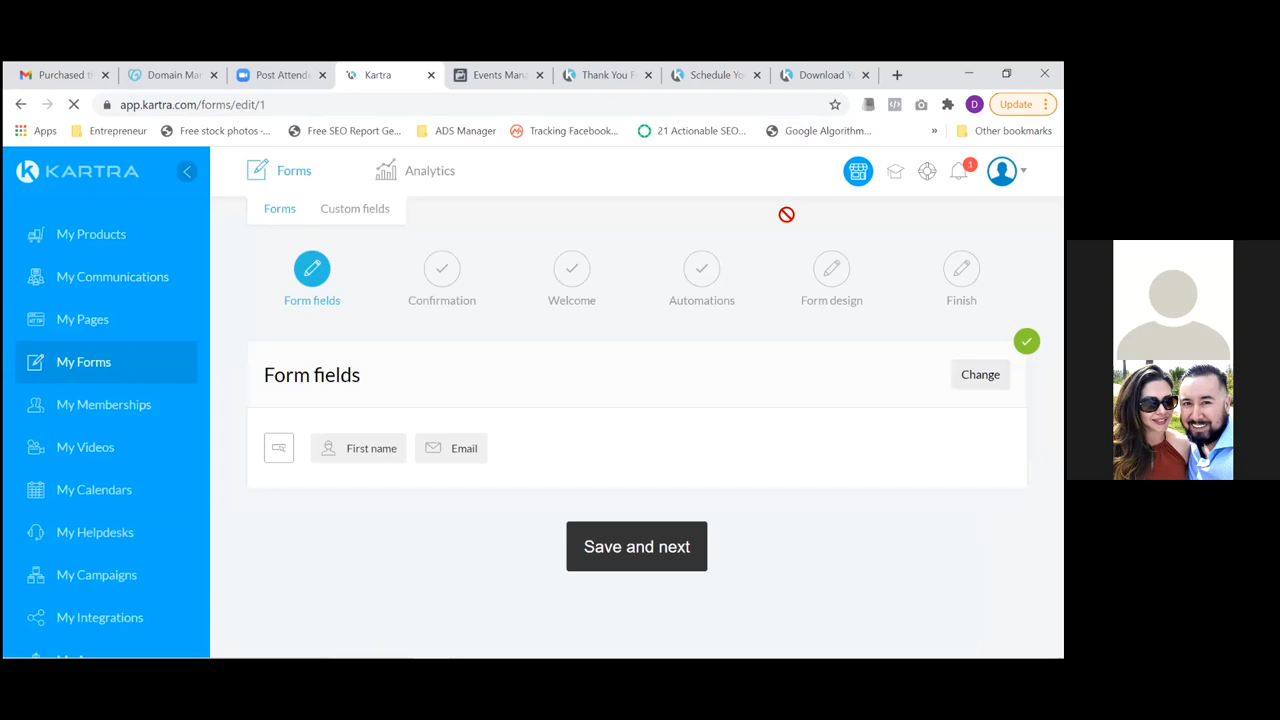 Purchased t
Domain Mar
Post Attende
Kartra
Events Mana
Thank You F
Schedule Yo
Download Y
app.kartra.com/forms/edit/1
D
Update
Apps
Entrepreneur
Free stock photos -...
Free SEO Report Ge...
ADS Manager
Tracking Facebook...
21 Actionable SEO...
Google Algorithm...
»
Other bookmarks
KARTRA
Forms
Analytics
1
Forms
Custom fields
My Products
My Communications
My Pages
My Forms
My Memberships
My Videos
My Calendars
My Helpdesks
My Campaigns
My Integrations
Form fields
Confirmation
Welcome
Automations
Form design
Finish
Form fields
Change
First name
Email
Save and next